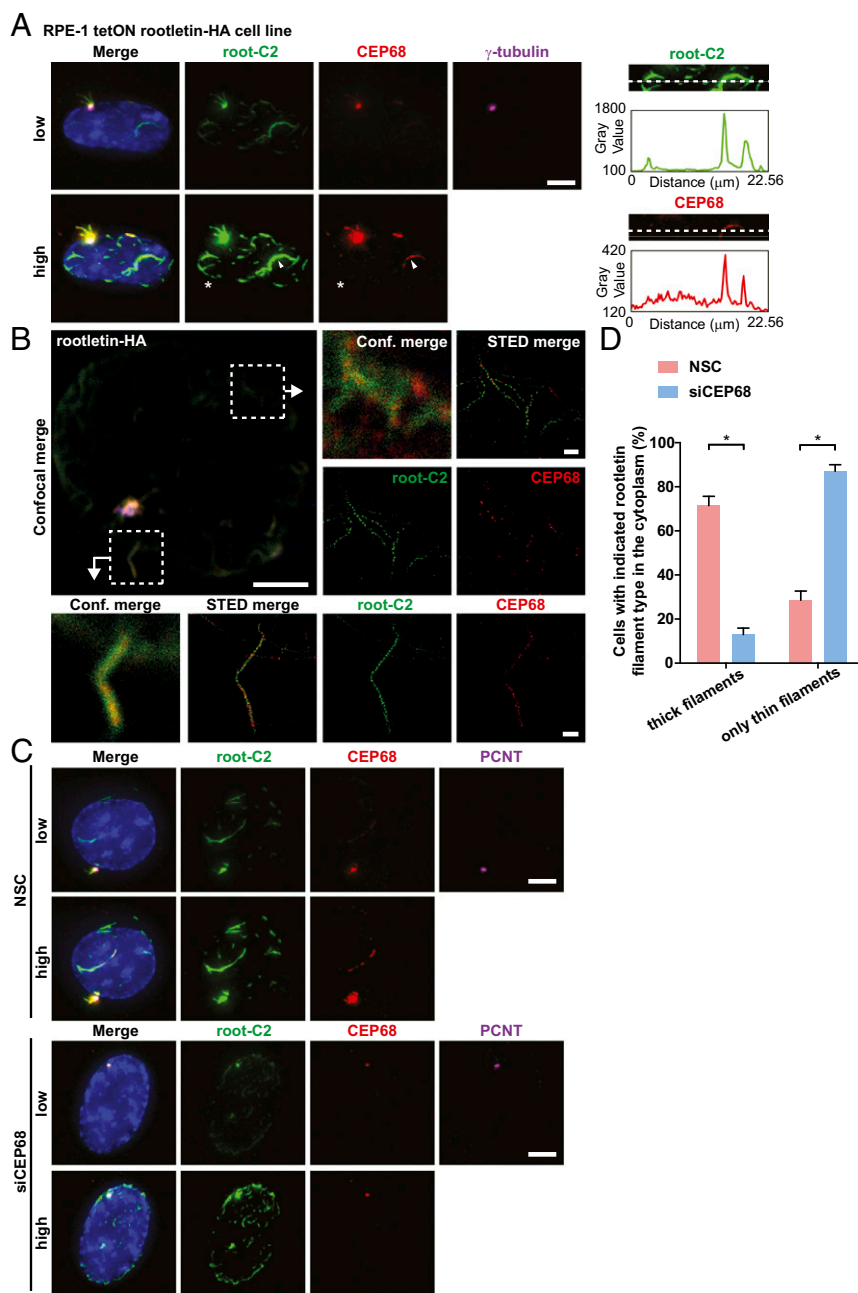 A RPE-1 tetON rootletin-HA cell line
Merge root-C2 CEP68 γ-tubulin
low
high
*
*
root-C2
1800
Gray Value
100
0 Distance (μm) 22.56
CEP68
420
Gray Value
120
0 Distance (μm) 22.56
B
Confocal merge
rootletin-HA
Conf. merge STED merge
root-C2 CEP68
Conf. merge STED merge root-C2 CEP68
C
Merge root-C2 CEP68 PCNT
NSC
low
high
Merge root-C2 CEP68 PCNT
siCEP68
low
high
D
NSC
siCEP68
Cells with indicated rootletin
filament type in the cytoplasm (%)
100
80
60
40
20
0
*
*
thick filaments
only thin filaments